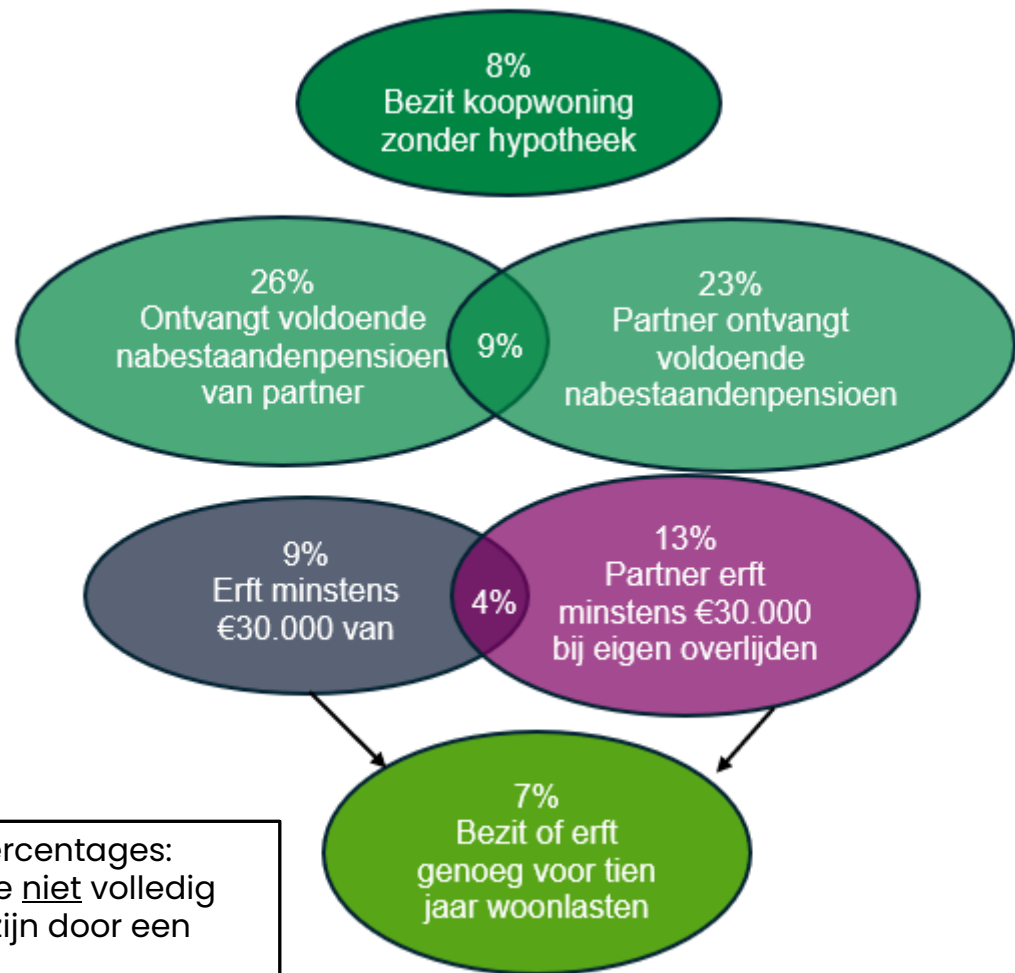 8%
Bezit koopwoning
zonder hypotheek
26%
Ontvangt voldoende
nabestaandenpensioen
van partner
9%
23%
Partner ontvangt
voldoende
nabestaandenpensioen
9%
Erft minstens
€30.000 van
4%
13%
Partner erft
minstens €30.000
bij eigen overlijden
7%
Bezit of erft
genoeg voor tien
jaar woonlasten
ercentages:
e niet volledig
zijn door een